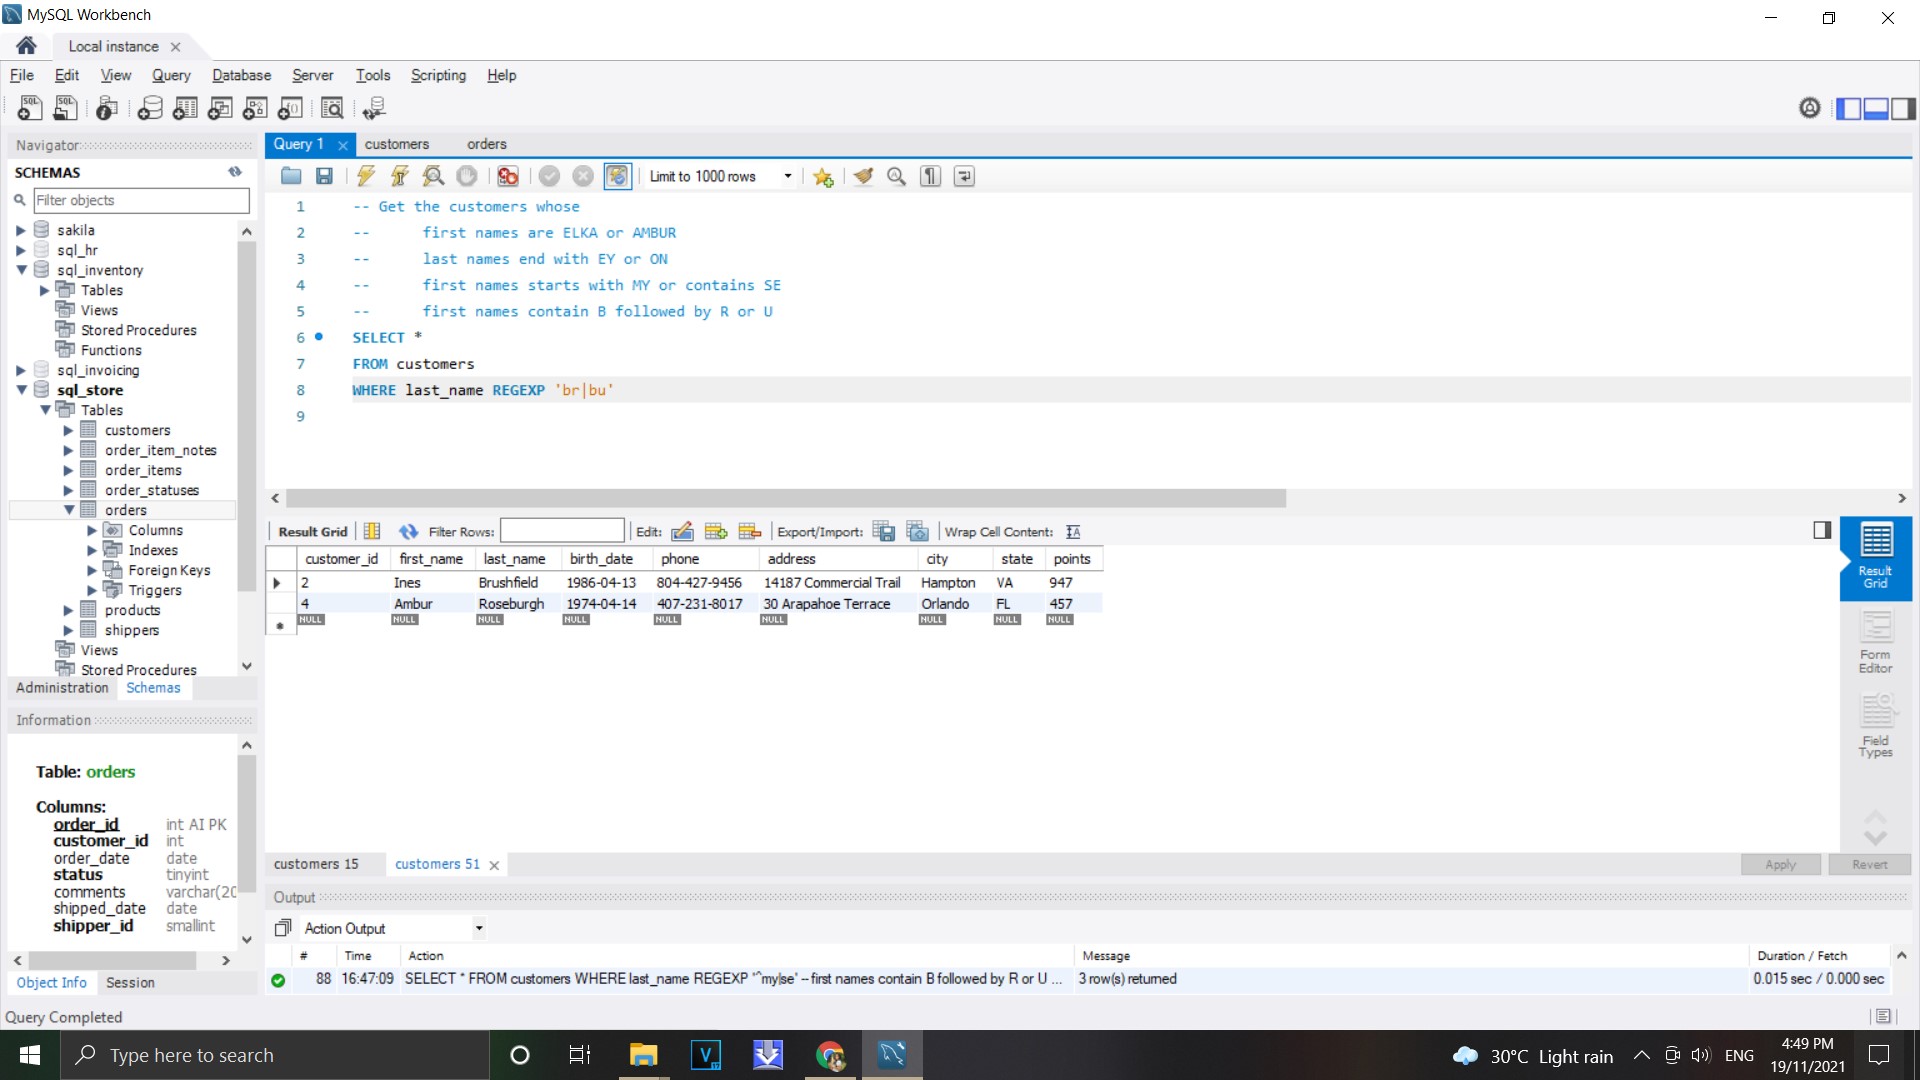 MySQL Workbench
Local instance
File Edit View Query Database Server Tools Scripting Help
Navigator
SCHEMAS
Filter objects
sakila
sql_hr
sql_inventory
Tables
Views
Stored Procedures
Functions
sql_invoicing
sql_store
Tables
customers
order_item_notes
order_items
order_statuses
orders
Columns
Indexes
Foreign Keys
Triggers
products
shippers
Views
Stored Procedures
Administration Schemas
Information
Table: orders
Columns:
order_id int AI PK
customer_id int
order_date date
status tinyint
comments varchar(20
shipped_date date
shipper_id smallint
Object Info Session
Query 1 customers orders
Limit to 1000 rows
1 -- Get the customers whose
2 -- first names are ELKA or AMBUR
3 -- last names end with EY or ON
4 -- first names starts with MY or contains SE
5 -- first names contain B followed by R or U
6 SELECT *
7 FROM customers
8 WHERE last_name REGEXP 'br|bu'
9
Result Grid Filter Rows: Edit: Export/Import: Wrap Cell Content:
customer_id first_name last_name birth_date phone address city state points
2 Ines Brushfield 1986-04-13 804-427-9456 14187 Commercial Trail Hampton VA 947
4 Ambur Roseburgh 1974-04-14 407-231-8017 30 Arapahoe Terrace Orlando FL 457
NULL NULL NULL NULL NULL NULL NULL NULL NULL
Result
Grid
Form
Editor
Field
Types
customers 15 customers 51
Apply Revert
Output
Action Output
# Time Action Message Duration / Fetch
88 16:47:09 SELECT * FROM customers WHERE last_name REGEXP '^my|se' -- first names contain B followed by R or U ... 3 row(s) returned 0.015 sec / 0.000 sec
Query Completed
Type here to search
30°C Light rain
ENG
4:49 PM
19/11/2021